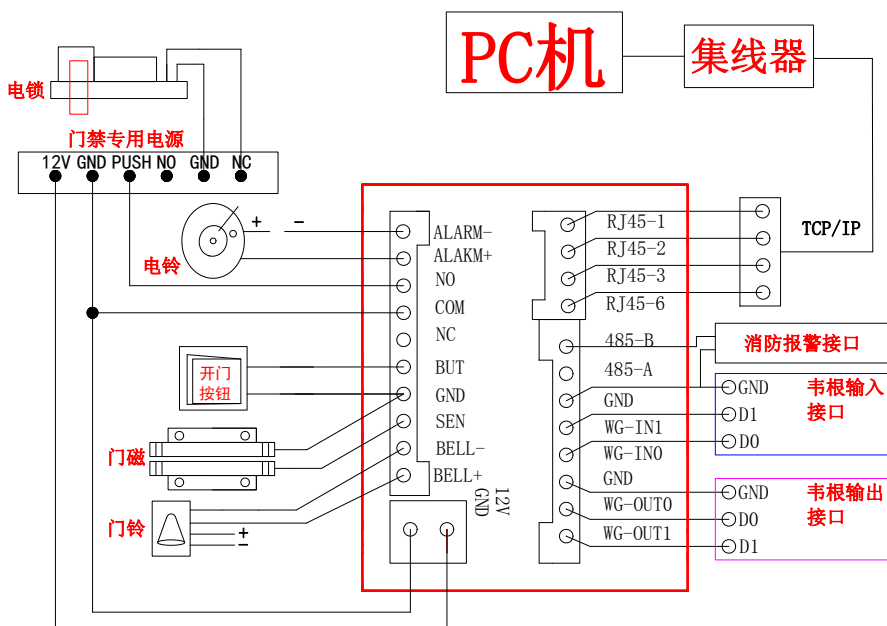 PC机
集线器
电锁
门禁专用电源
12V GND PUSH NO GND NC
+ -
电铃
ALARM-
ALAKM+
NO
COM
NC
BUT
GND
SEN
BELL-
BELL+
开门
按钮
门磁
门铃
+
-
12V
GND
RJ45-1
RJ45-2
RJ45-3
RJ45-6
TCP/IP
485-B
485-A
GND
WG-IN1
WG-IN0
GND
WG-OUT0
WG-OUT1
消防报警接口
GND
D1
D0
韦根输入
接口
GND
D0
D1
韦根输出
接口